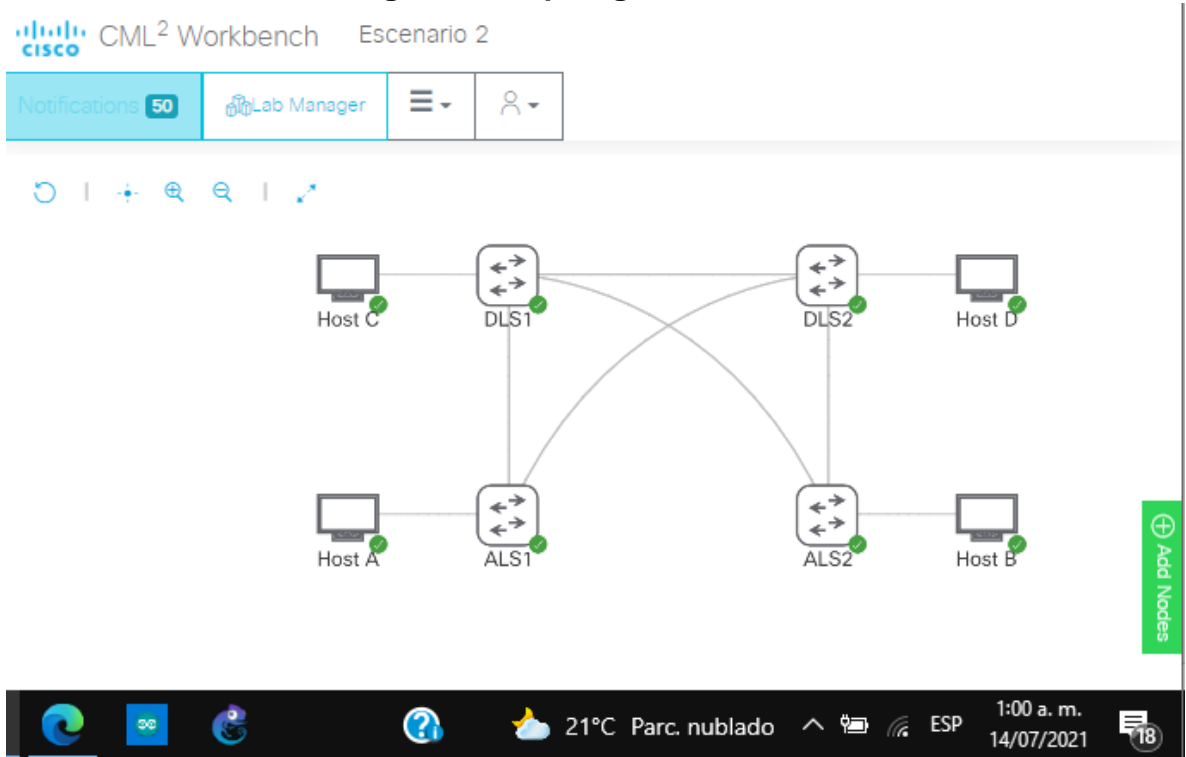 CISCO CML2 Workbench Escenario 2
Notifications 50 Lab Manager
Host C DLS1 DLS2 Host D
Host A ALS1 ALS2 Host B
Add Nodes
21°C Parc. nublado ESP 1:00 a. m.
14/07/2021 18